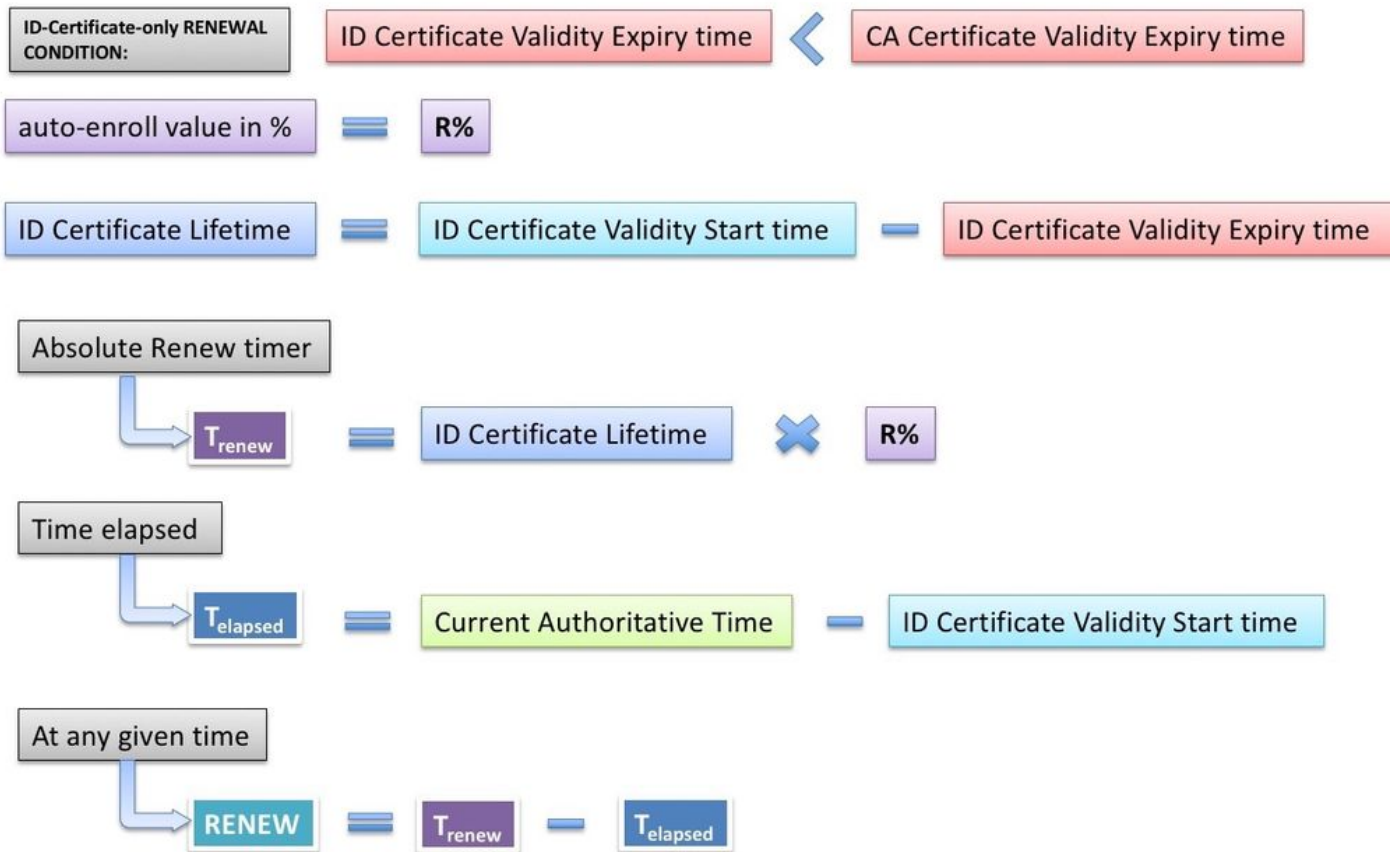 ID-Certificate-only RENEWAL
CONDITION:
ID Certificate Validity Expiry time < CA Certificate Validity Expiry time
auto-enroll value in % = R%
ID Certificate Lifetime = ID Certificate Validity Start time - ID Certificate Validity Expiry time
Absolute Renew timer
Trenew = ID Certificate Lifetime × R%
Time elapsed
Telapsed = Current Authoritative Time - ID Certificate Validity Start time
At any given time
RENEW = Trenew - Telapsed